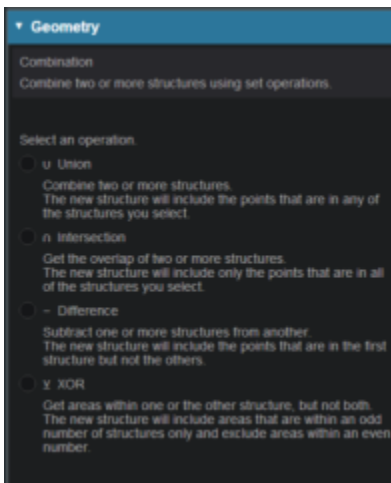 ▼ Geometry
Combination
Combine two or more structures using set operations.
Select an operation.
∪ Union
Combine two or more structures.
The new structure will include the points that are in any of
the structures you select.
∩ Intersection
Get the overlap of two or more structures.
The new structure will include only the points that are in all
of the structures you select.
− Difference
Subtract one or more structures from another.
The new structure will include the points that are in the first
structure but not the others.
⊻ XOR
Get areas within one or the other structure, but not both.
The new structure will include areas that are within an odd
number of structures only and exclude areas within an even
number.